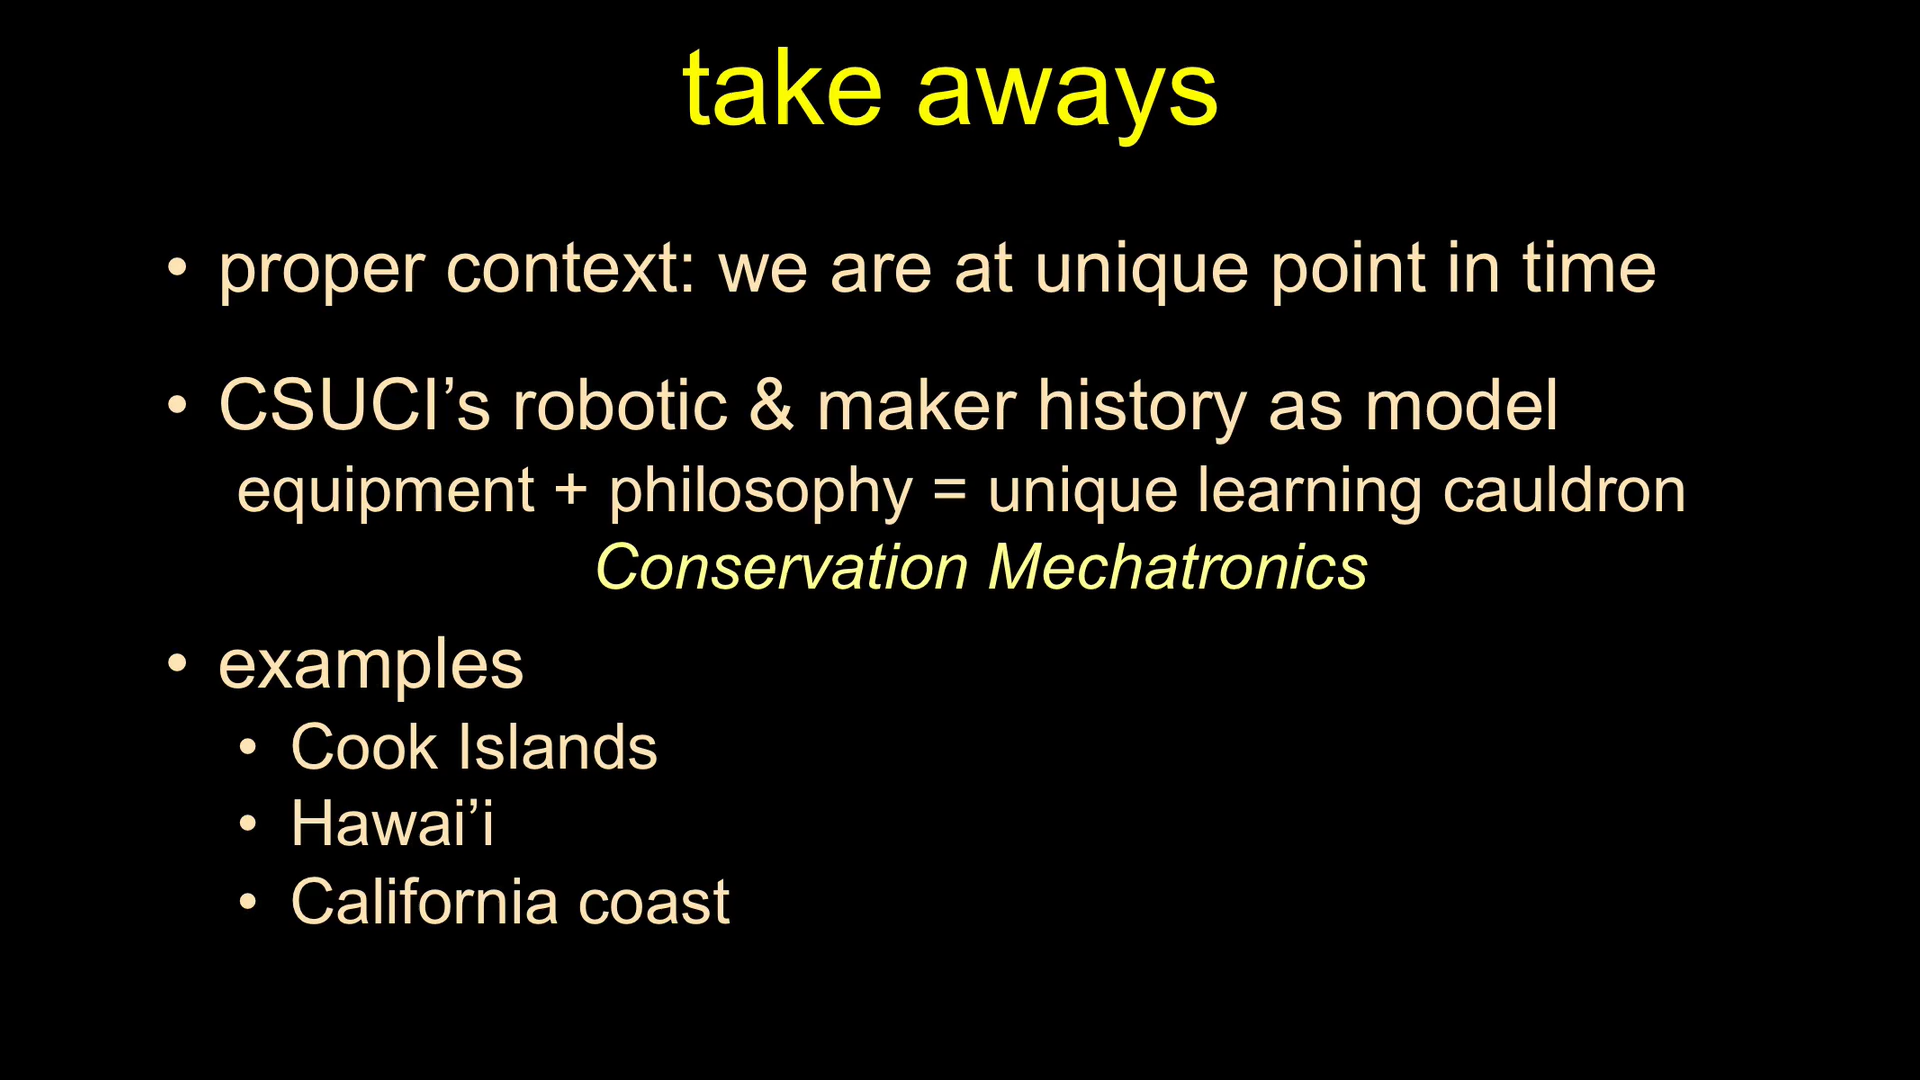 take aways
• proper context: we are at unique point in time
• CSUCI’s robotic & maker history as model
equipment + philosophy = unique learning cauldron
Conservation Mechatronics
• examples
• Cook Islands
• Hawai’i
• California coast